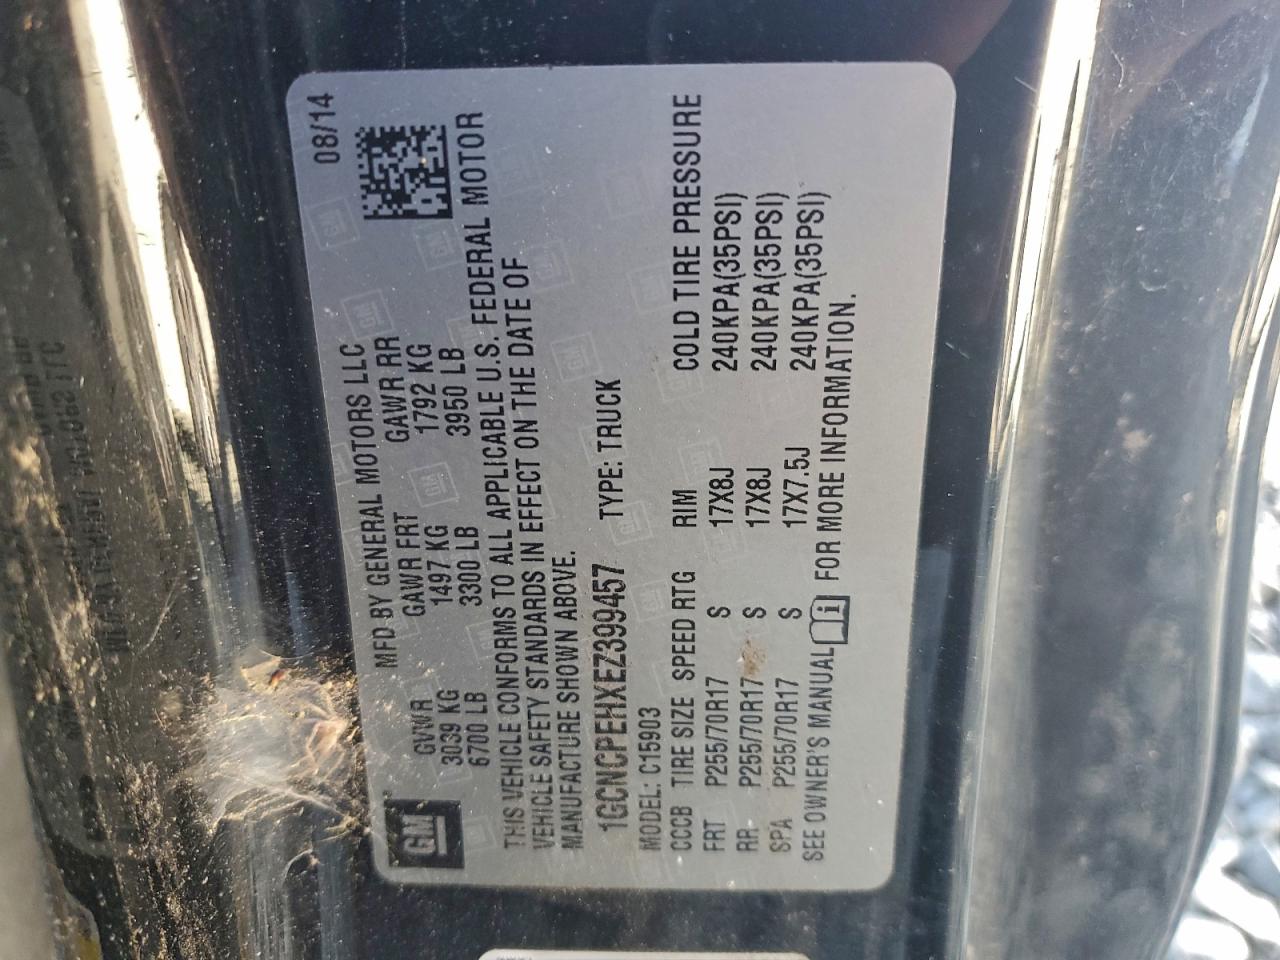 08/14
MFD BY GENERAL MOTORS LLC
GM
GVWR GAWR FRT GAWR RR
3039 KG 1497 KG 1792 KG
6700 LB 3300 LB 3950 LB
THIS VEHICLE CONFORMS TO ALL APPLICABLE U.S. FEDERAL MOTOR
VEHICLE SAFETY STANDARDS IN EFFECT ON THE DATE OF
MANUFACTURE SHOWN ABOVE.
1GCNCPEHXEZ399457 TYPE: TRUCK
MODEL: C15903
CCCB TIRE SIZE SPEED RTG RIM COLD TIRE PRESSURE
FRT P255/70R17 S 17X8J 240KPA(35PSI)
RR P255/70R17 S 17X8J 240KPA(35PSI)
SPA P255/70R17 S 17X7.5J 240KPA(35PSI)
SEE OWNER'S MANUAL i FOR MORE INFORMATION.